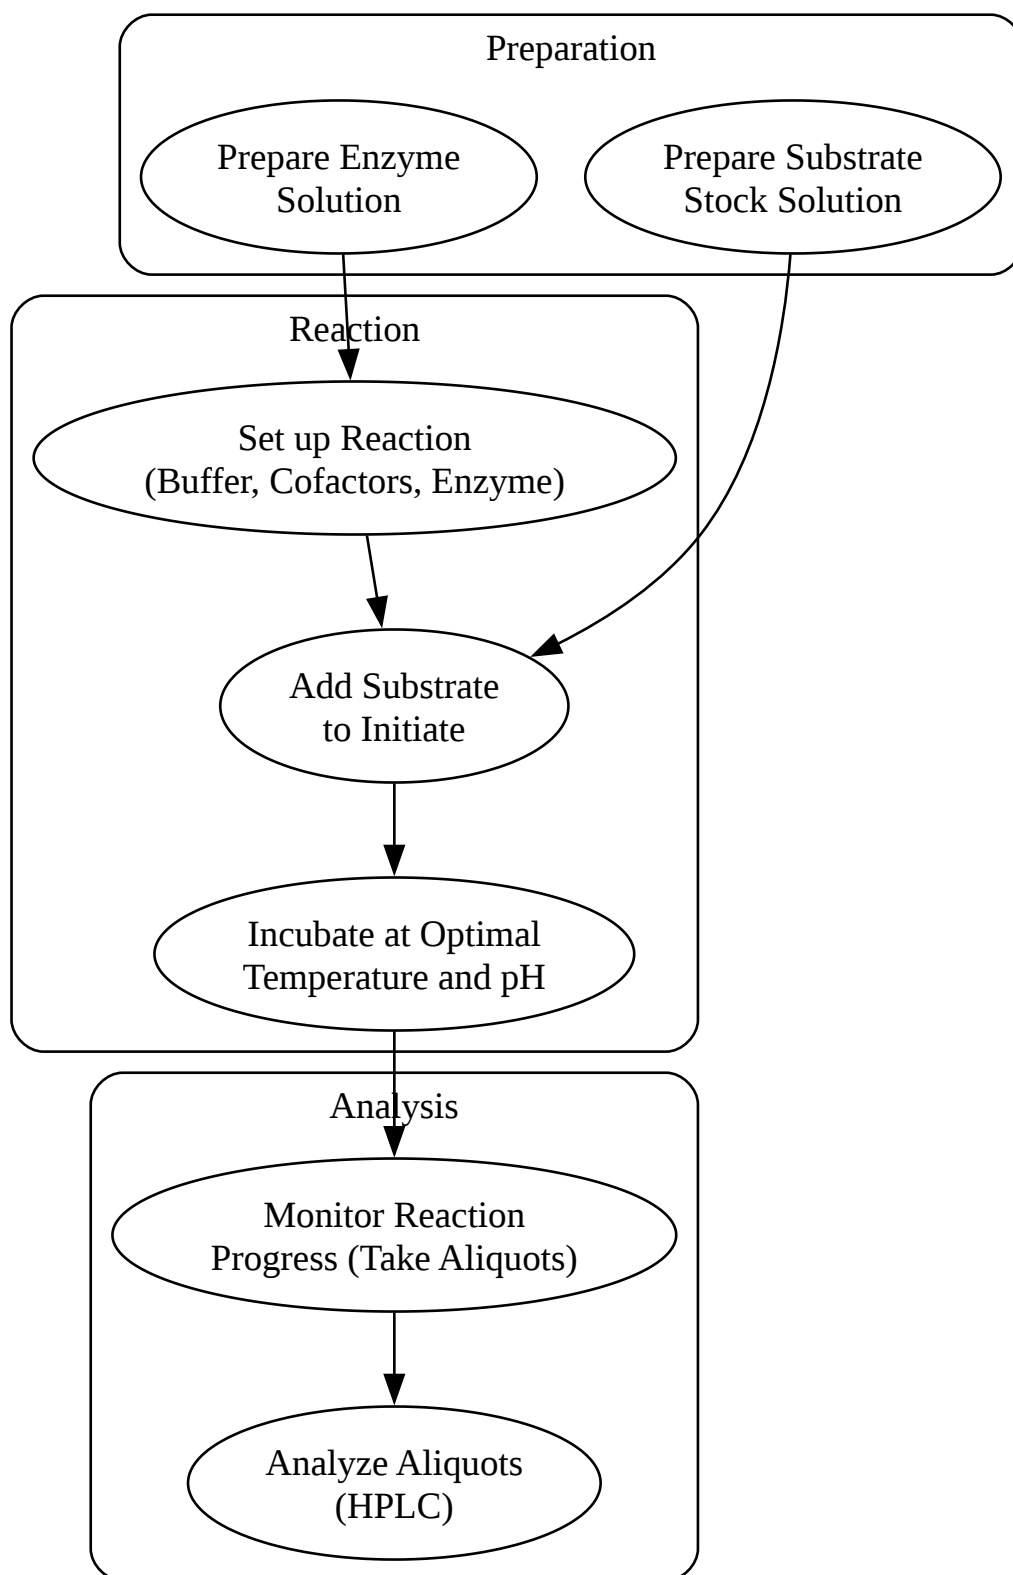 Preparation
Prepare Enzyme
Solution
Prepare Substrate
Stock Solution
Reaction
Set up Reaction
(Buffer, Cofactors, Enzyme)
Add Substrate
to Initiate
Incubate at Optimal
Temperature and pH
Analysis
Monitor Reaction
Progress (Take Aliquots)
Analyze Aliquots
(HPLC)